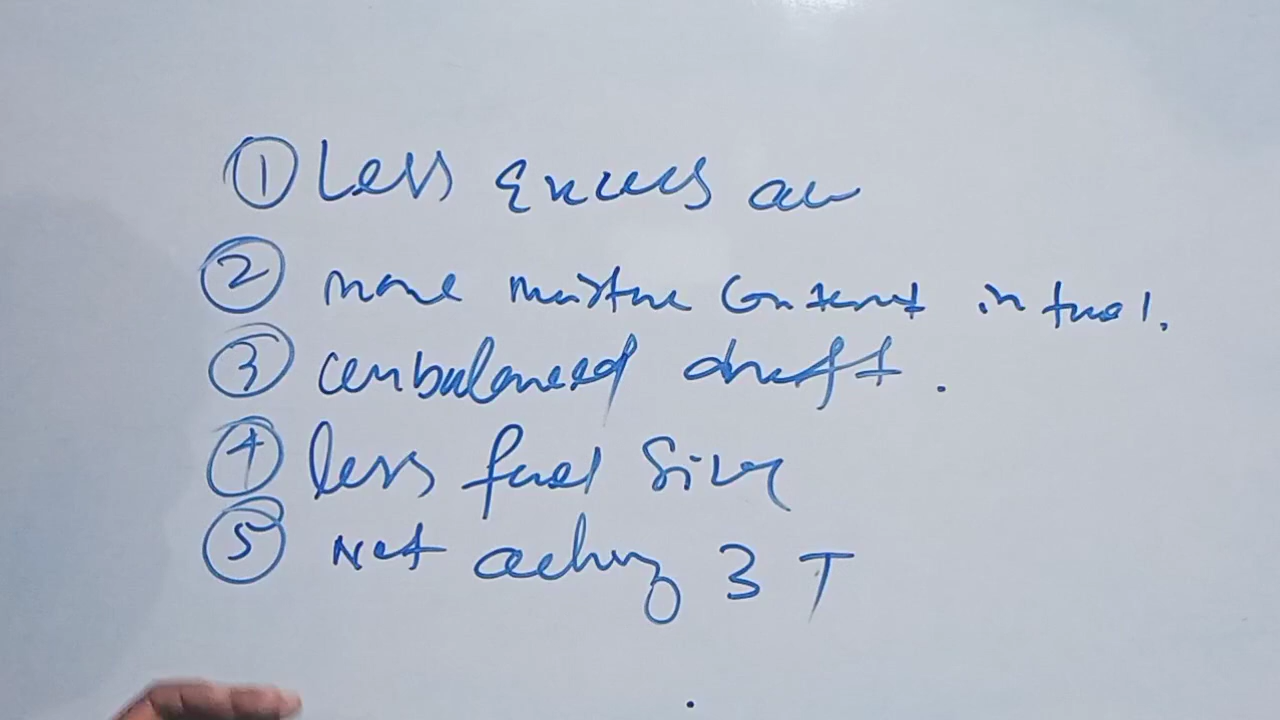 ① Less Excess air
② more moisture Content in fuel.
③ unbalanced draft.
④ less fuel Size
⑤ Not achvng 3 T